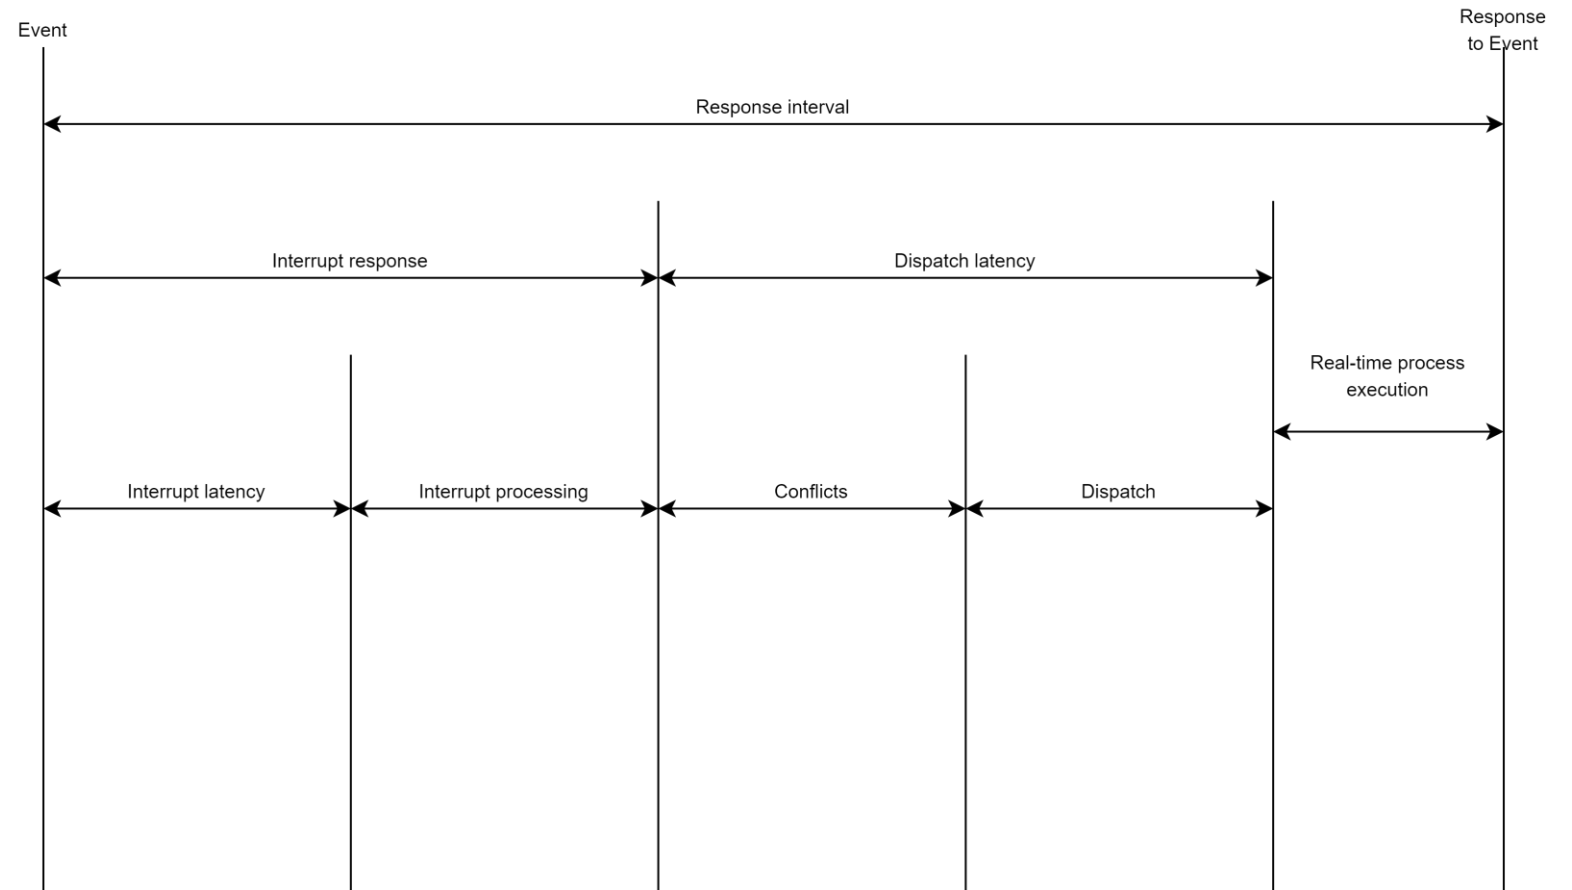 Event
Response
to Event
Response interval
Interrupt response
Dispatch latency
Real-time process
execution
Interrupt latency
Interrupt processing
Conflicts
Dispatch